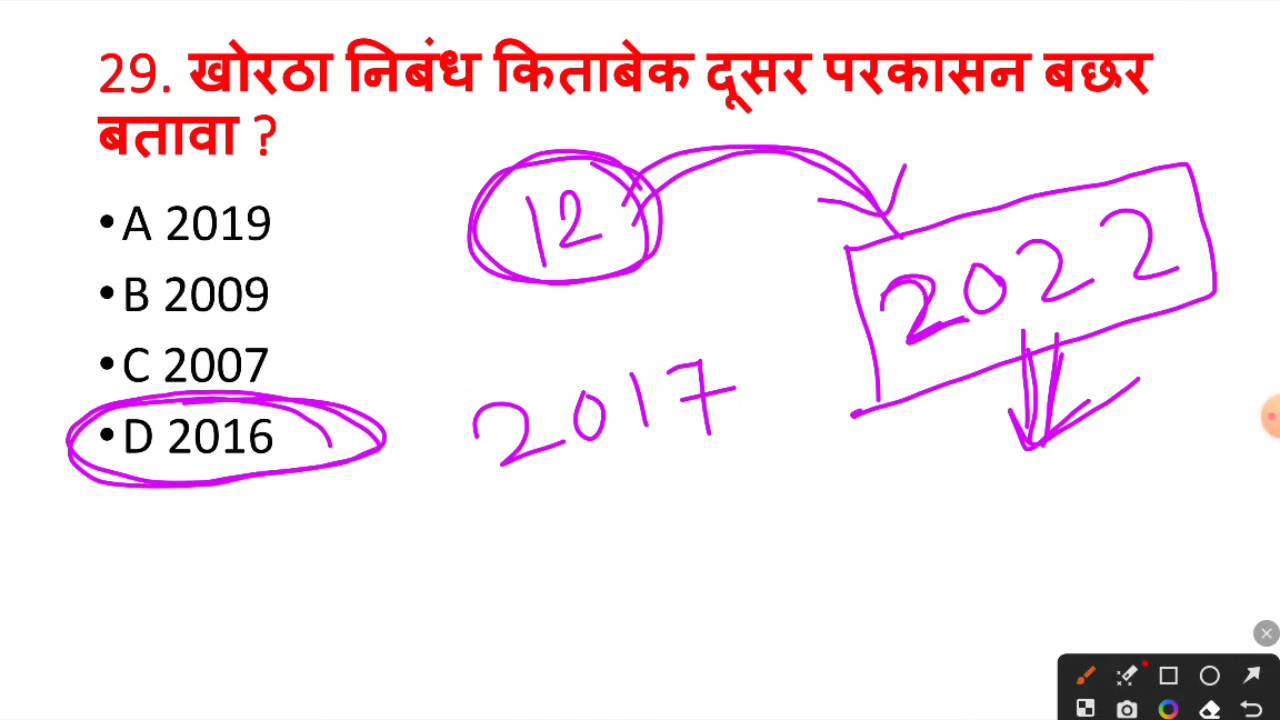 29. खोरठा निबंध किताबेक दूसर परकासन बछर
बतावा ?
•A 2019
12
•B 2009
2022
•C 2007
2017
•D 2016